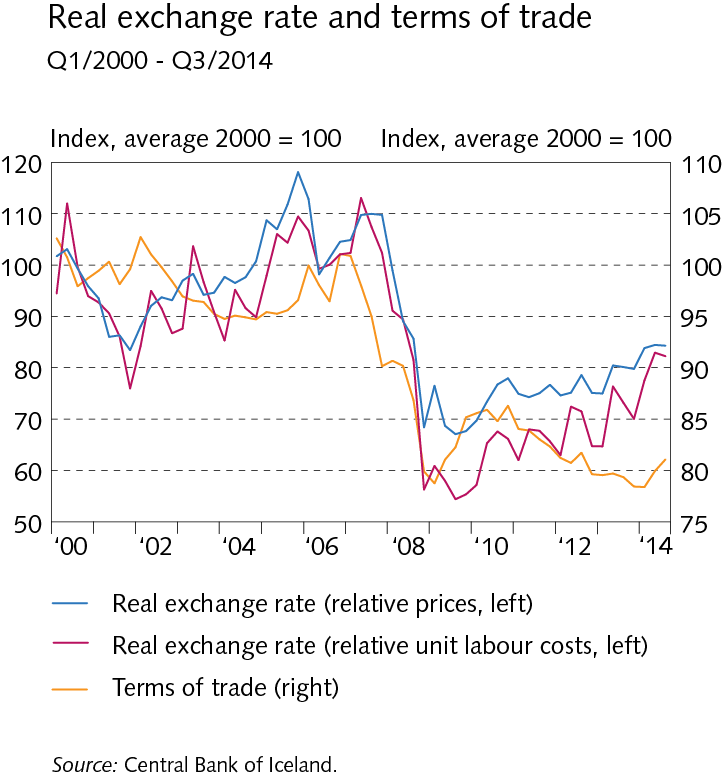 Real exchange rate and terms of trade
Q1/2000 - Q3/2014
Index, average 2000 = 100 Index, average 2000 = 100
120 110
110 105
100 100
90 95
80 90
70 85
60 80
50 75
‘00 ‘02 ‘04 ‘06 ‘08 ‘10 ‘12 ‘14
Real exchange rate (relative prices, left)
Real exchange rate (relative unit labour costs, left)
Terms of trade (right)
Source: Central Bank of Iceland.